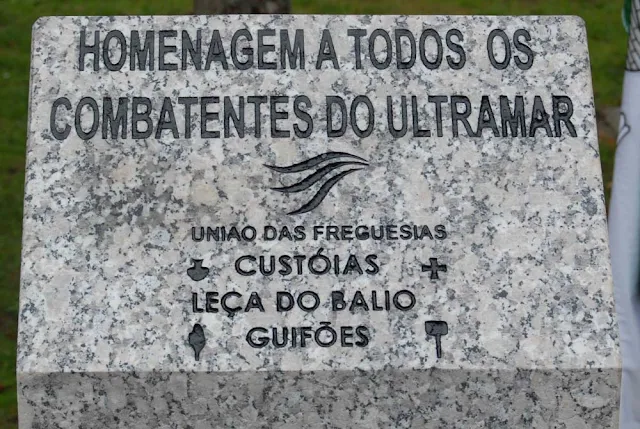 HOMENAGEM A TODOS OS
COMBATENTES DO ULTRAMAR
UNIAO DAS FREGUESIAS
CUSTÓIAS
LEÇA DO BALIO
GUIFÕES